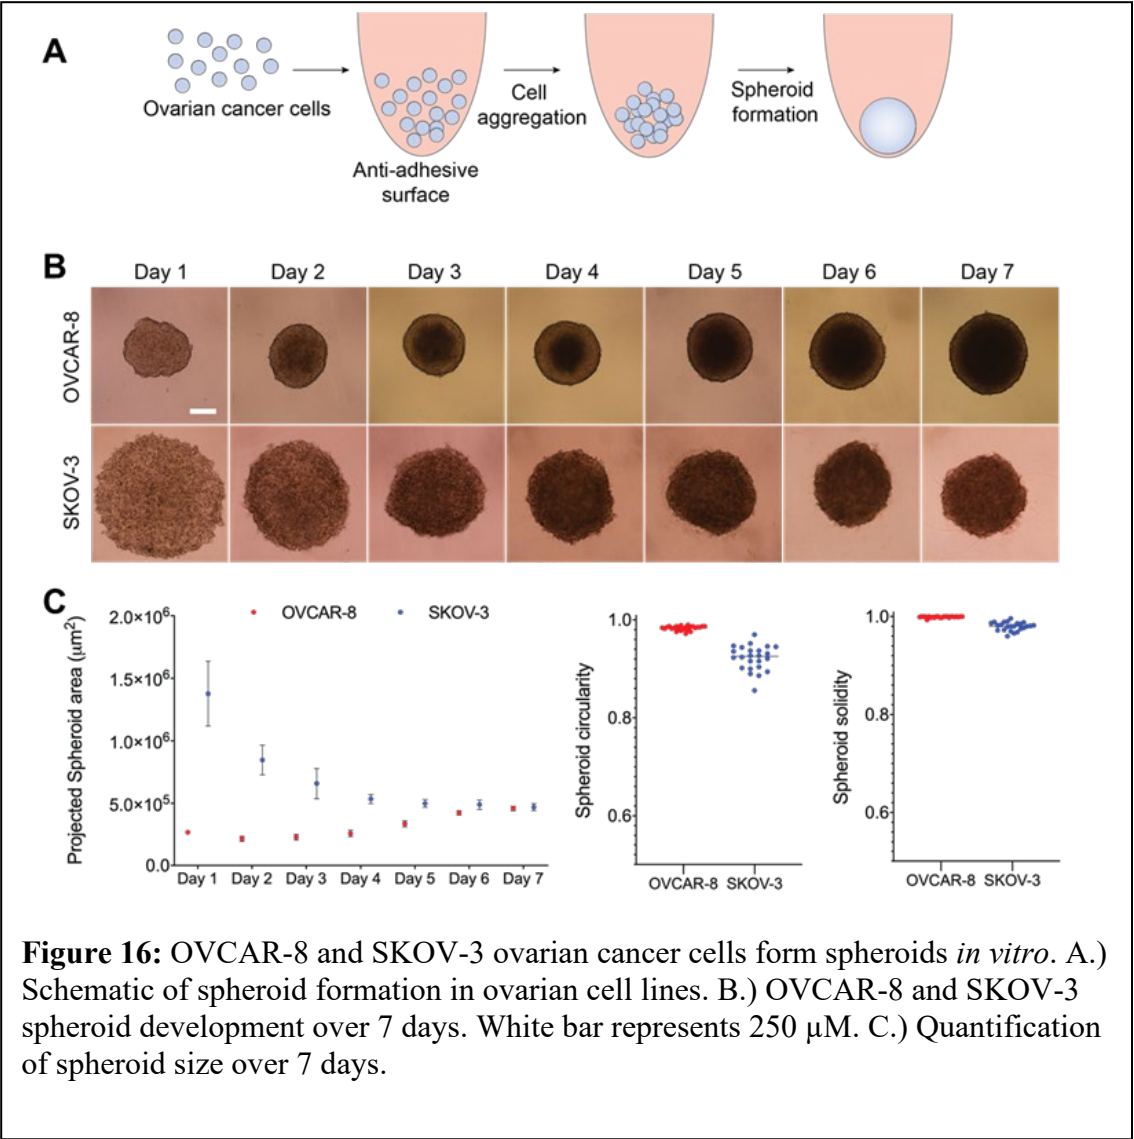 A
Ovarian cancer cells
Anti-adhesive
surface
Cell
aggregation
Spheroid
formation
B
Day 1 Day 2 Day 3 Day 4 Day 5 Day 6 Day 7
OVCAR-8
SKOV-3
C
OVCAR-8 SKOV-3
Projected Spheroid area (µm²)
2.0×10⁶
1.5×10⁶
1.0×10⁶
5.0×10⁵
0.0
Day 1 Day 2 Day 3 Day 4 Day 5 Day 6 Day 7
Spheroid circularity
1.0
0.8
0.6
OVCAR-8 SKOV-3
Spheroid solidity
1.0
0.8
0.6
OVCAR-8 SKOV-3
Figure 16: OVCAR-8 and SKOV-3 ovarian cancer cells form spheroids in vitro. A.)
Schematic of spheroid formation in ovarian cell lines. B.) OVCAR-8 and SKOV-3
spheroid development over 7 days. White bar represents 250 µM. C.) Quantification
of spheroid size over 7 days.